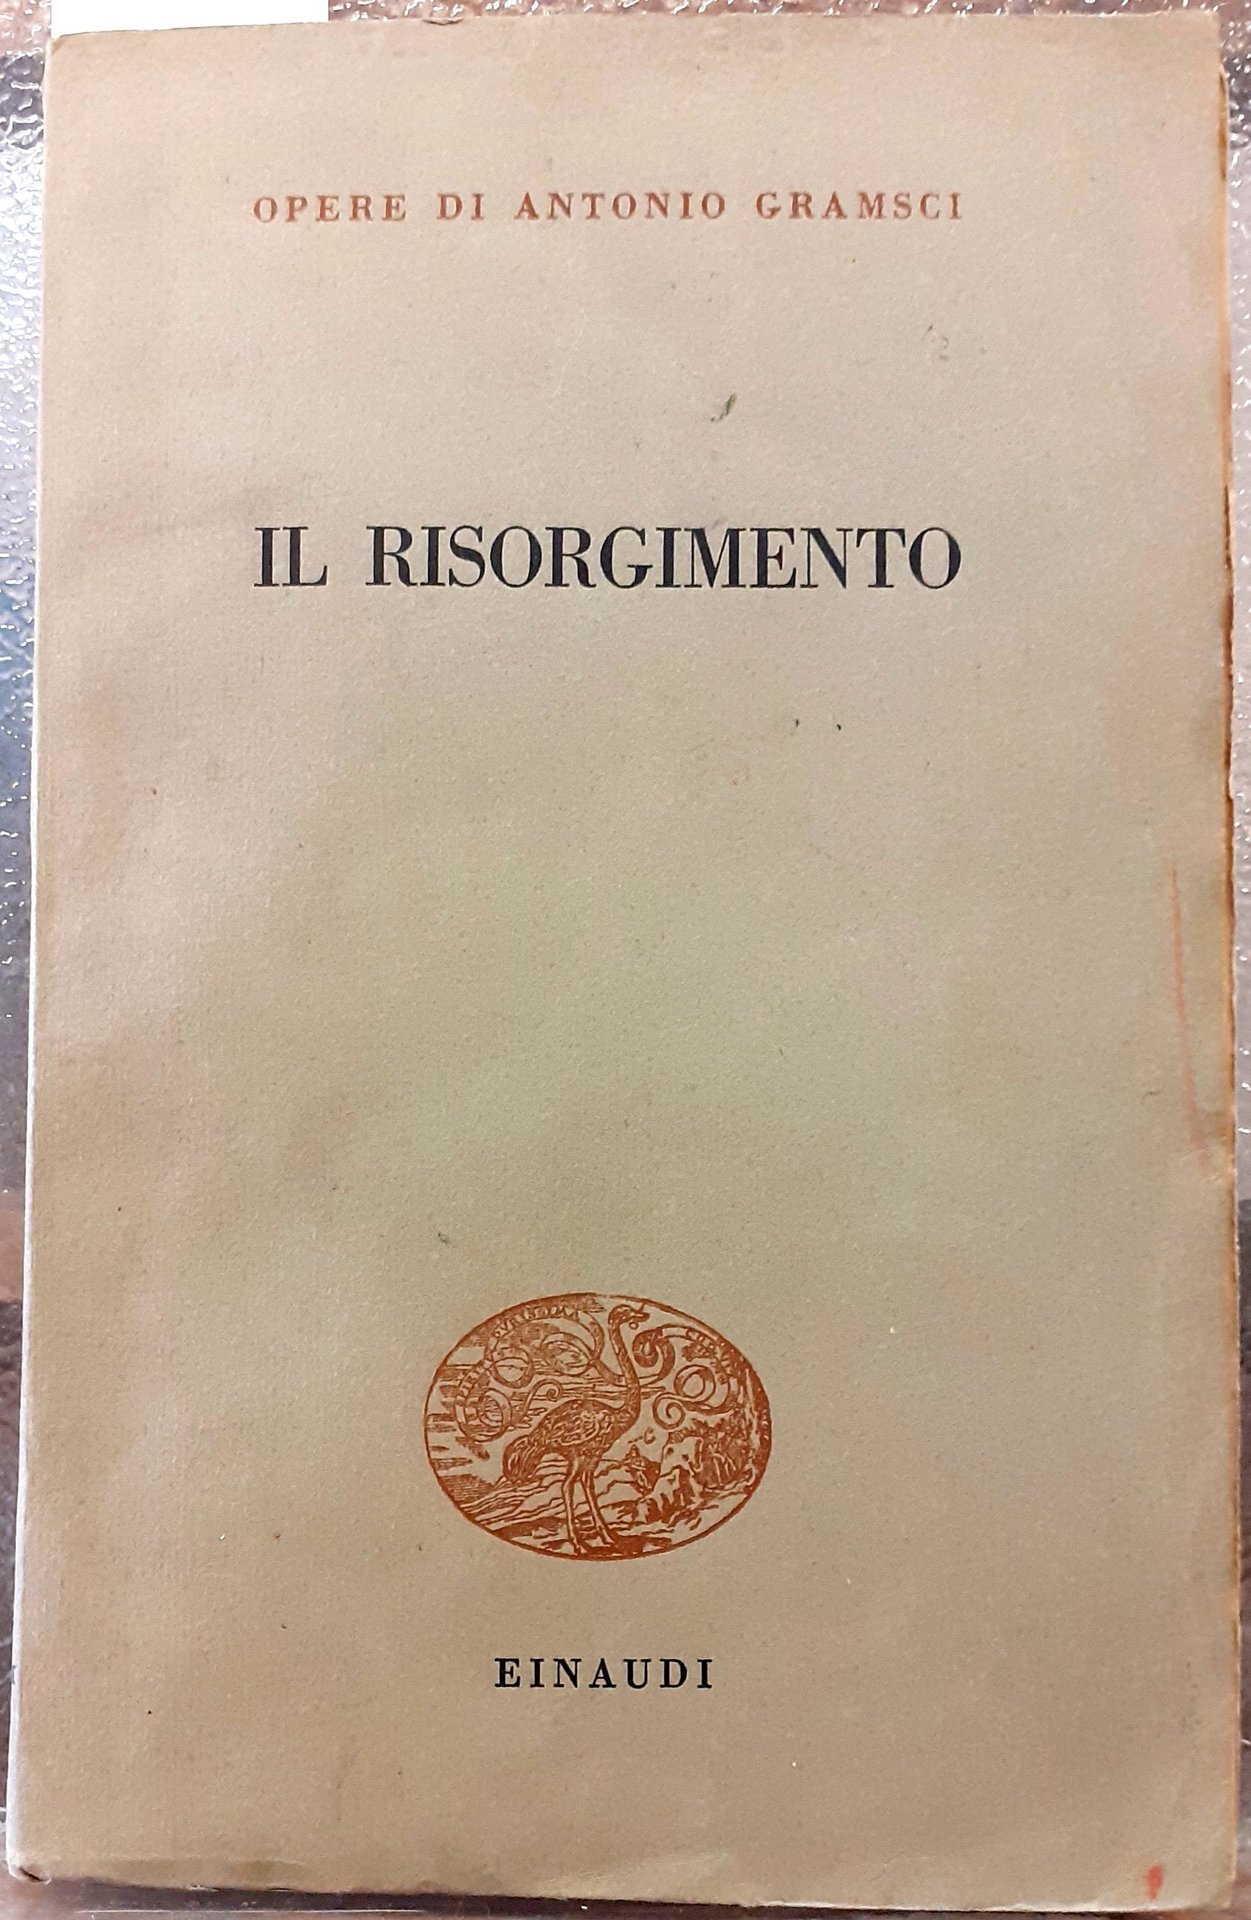 OPERE DI ANTONIO GRAMSCI
IL RISORGIMENTO
EINAUDI